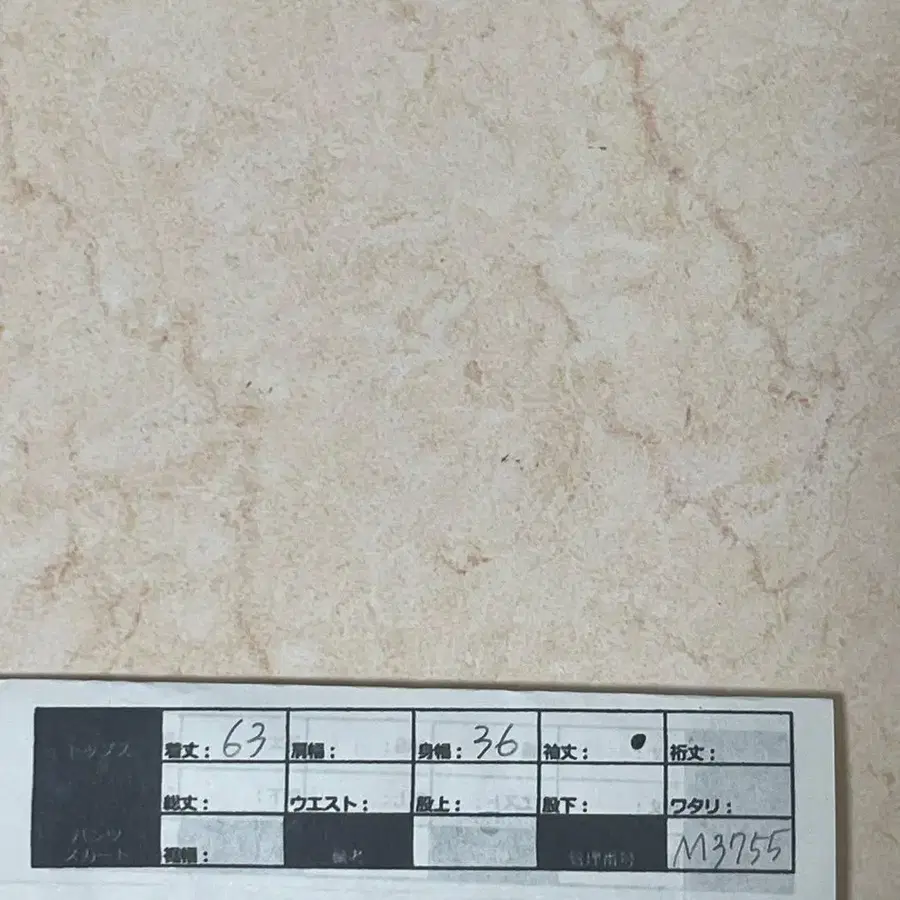 トップス 着丈：63 肩幅： 身幅：36 袖丈：● 裄丈：
総丈： ウエスト： 股上： 股下： ワタリ：
パンツ
スカート 裾幅： 備考 管理番号 M3755